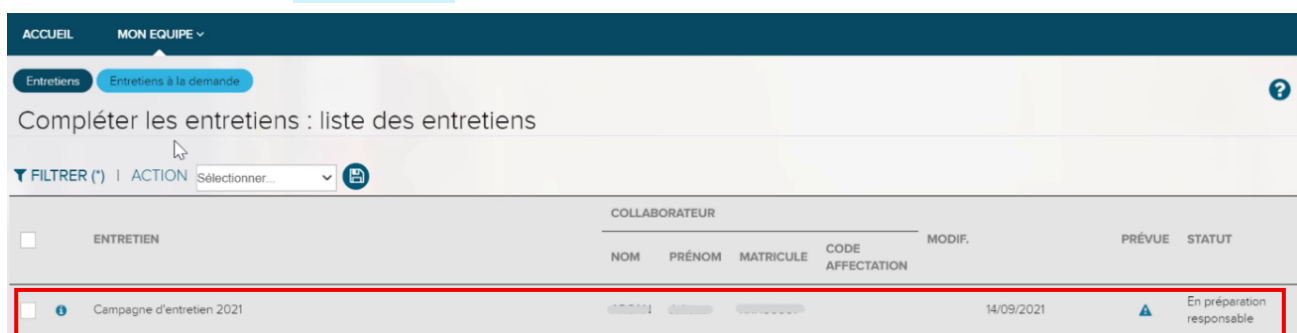 ACCUEIL MON EQUIPE
Entretiens Entretiens à la demande
?
Compléter les entretiens : liste des entretiens
FILTRER (*) | ACTION Sélectionner...
COLLABORATEUR
ENTRETIEN MODIF. PRÉVUE STATUT
NOM PRÉNOM MATRICULE CODE
AFFECTATION
Campagne d'entretien 2021 14/09/2021 En préparation
responsable